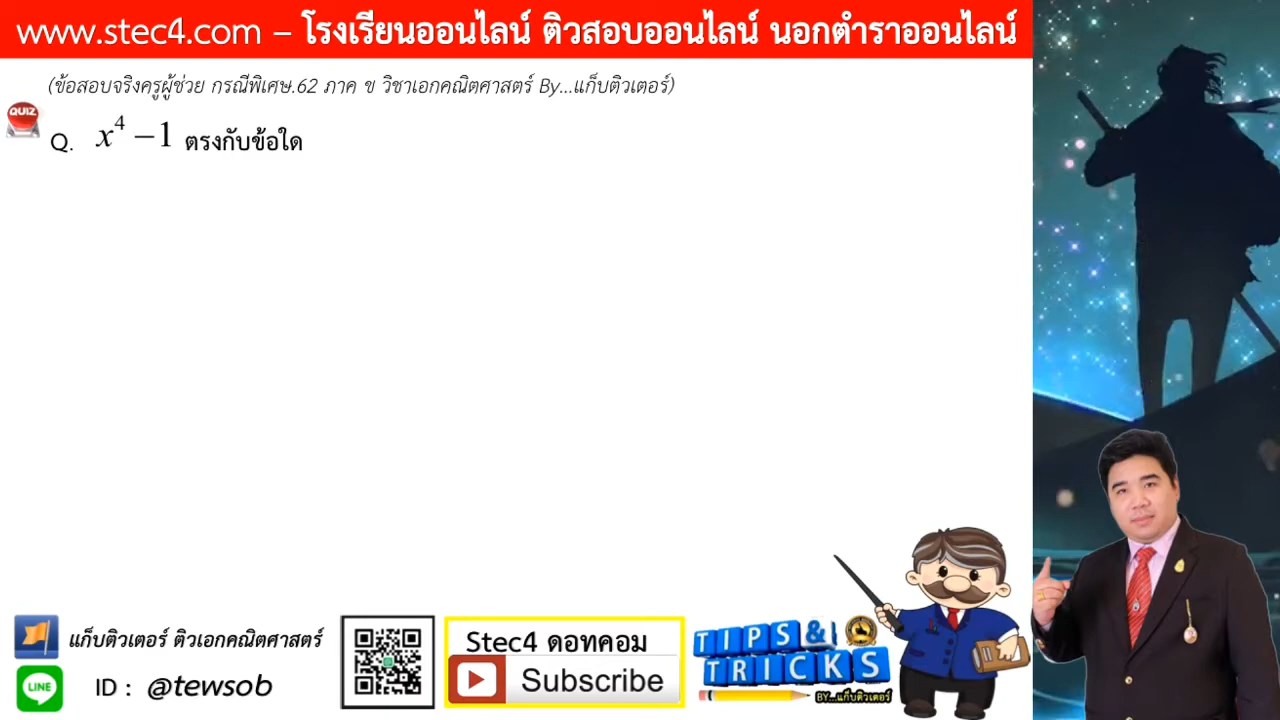 www.stec4.com – โรงเรียนออนไลน์ ติวสอบออนไลน์ นอกตำราออนไลน์
(ข้อสอบจริงครูผู้ช่วย กรณีพิเศษ.62 ภาค ข วิชาเอกคณิตศาสตร์ By...แก็บติวเตอร์)
QUIZ
Q. x⁴ – 1 ตรงกับข้อใด
แก็บติวเตอร์ ติวเอกคณิตศาสตร์
LINE
ID : @tewsob
Stec4 ดอทคอม
Subscribe
TIPS &
TRICKS
BY...แก็บติวเตอร์